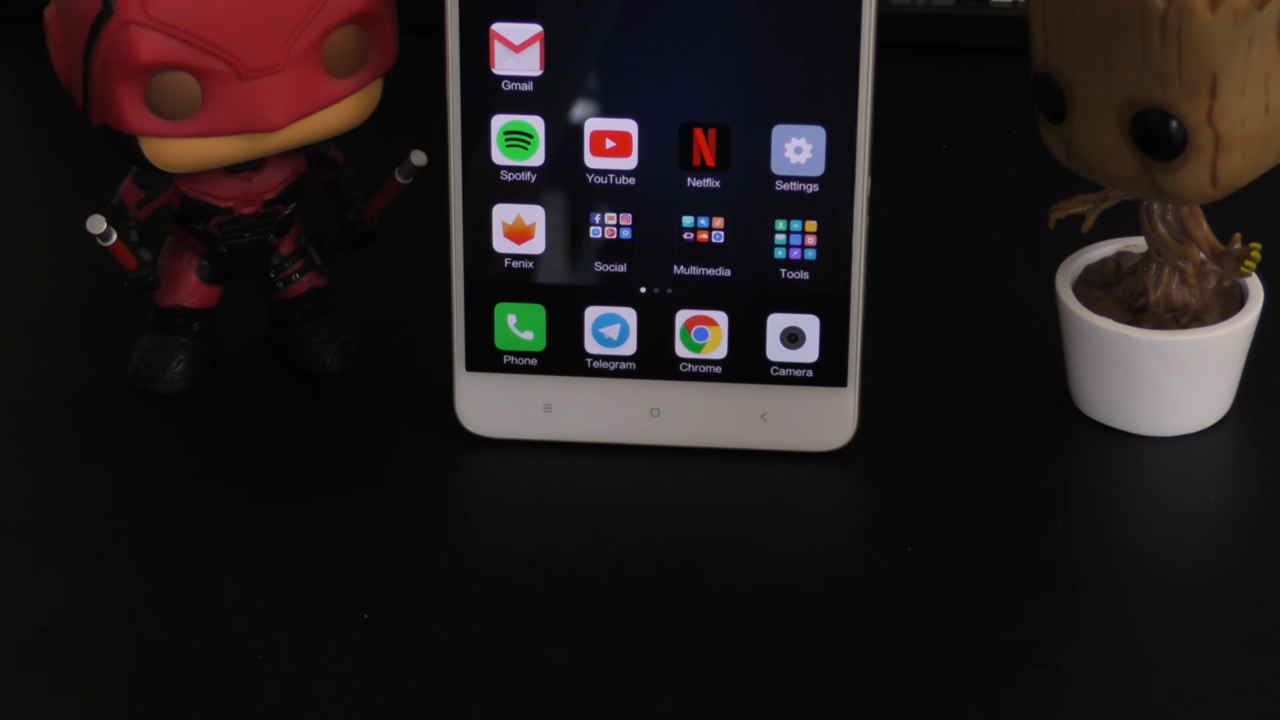 Gmail
Spotify
YouTube
Netflix
Settings
Fenix
Social
Multimedia
Tools
Phone
Telegram
Chrome
Camera